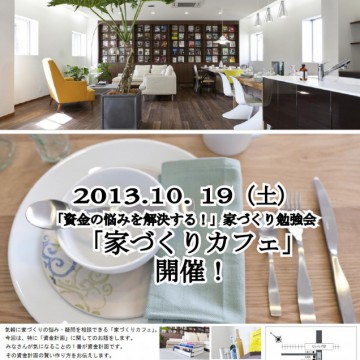 2013.10.19（土）
「資金の悩みを解決する！」家づくり勉強会
「家づくりカフェ」
開催！
気軽に家づくりの悩み・疑問を相談できる「家づくりカフェ」。
今回は、特に「資金計画」に関してのお話をします。
みなさんが気になることの１番が資金計画です。
その資金計画の賢い作り方をお伝えします。